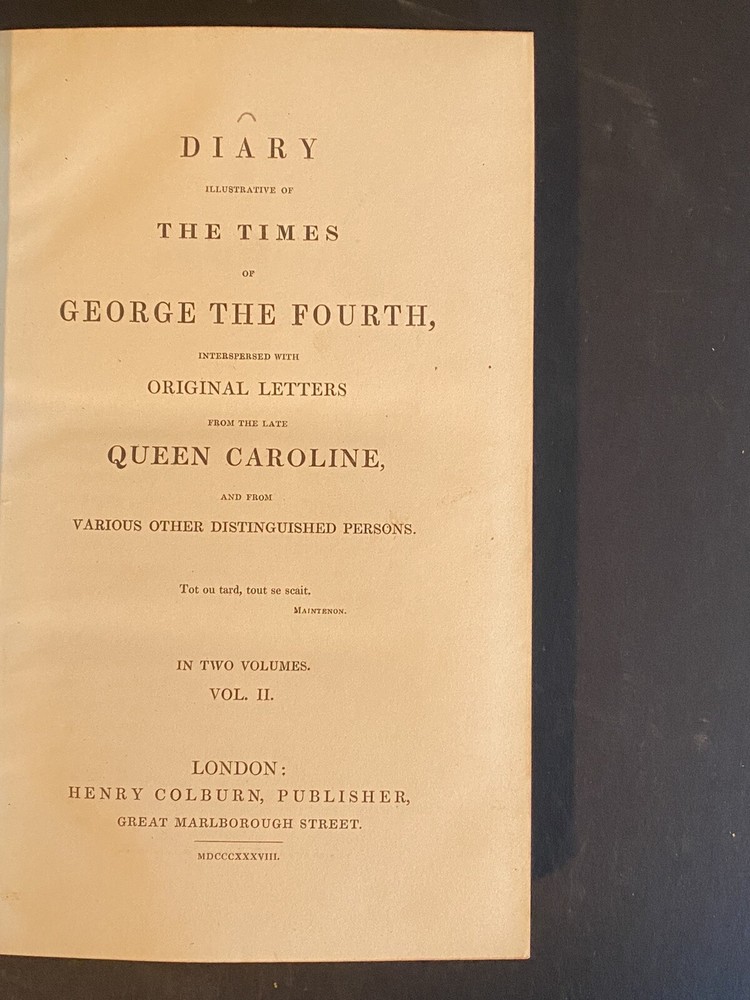 DIARY
ILLUSTRATIVE OF
THE TIMES
OF
GEORGE THE FOURTH,
INTERSPERSED WITH
ORIGINAL LETTERS
FROM THE LATE
QUEEN CAROLINE,
AND FROM
VARIOUS OTHER DISTINGUISHED PERSONS.
Tot ou tard, tout se scait.
MAINTENON.
IN TWO VOLUMES.
VOL. II.
LONDON:
HENRY COLBURN, PUBLISHER,
GREAT MARLBOROUGH STREET.
MDCCCXXXVIII.